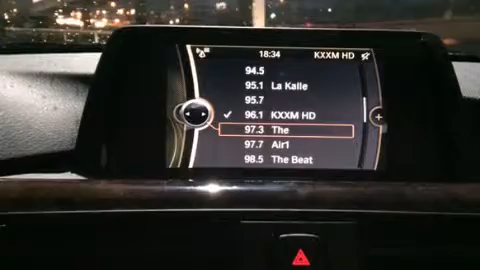 18:34 KXXM HD
94.5
95.1 La Kalle
95.7
96.1 KXXM HD
97.3 The
97.7 Air1
98.5 The Beat